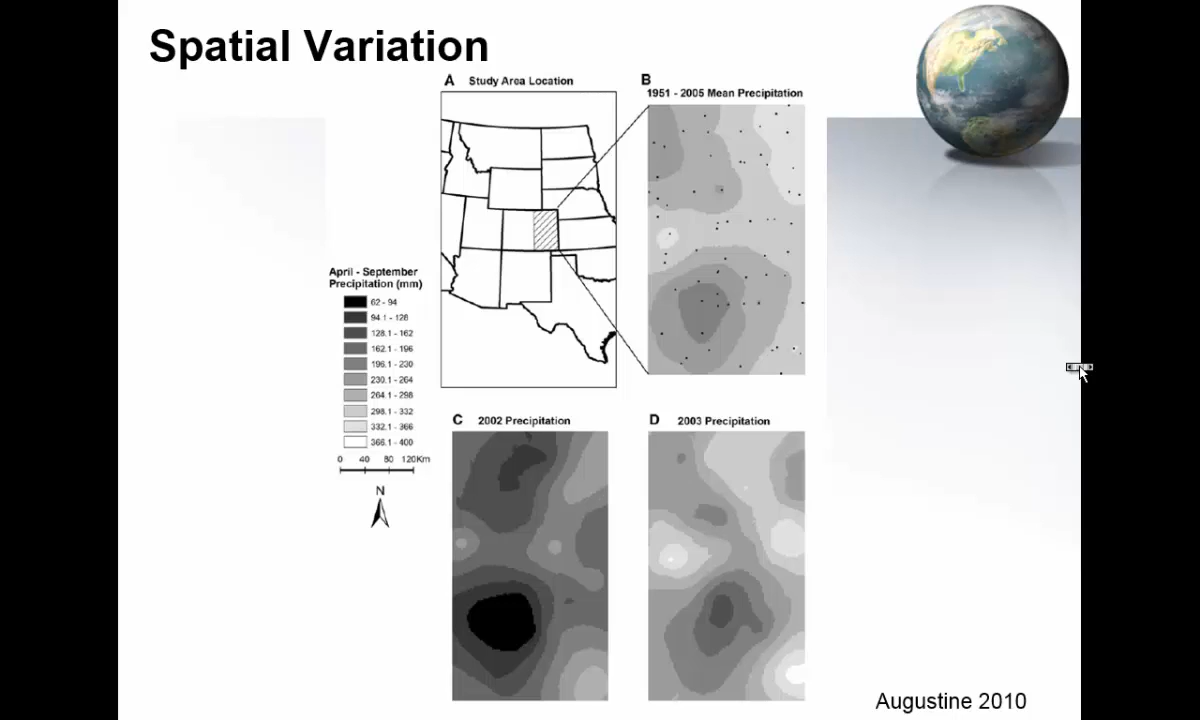 Spatial Variation
A Study Area Location
B
1951 - 2005 Mean Precipitation
April - September
Precipitation (mm)
62 - 94
94.1 - 128
128.1 - 162
162.1 - 196
196.1 - 230
230.1 - 264
264.1 - 298
298.1 - 332
332.1 - 366
366.1 - 400
0 40 80 120Km
N
C 2002 Precipitation
D 2003 Precipitation
Augustine 2010